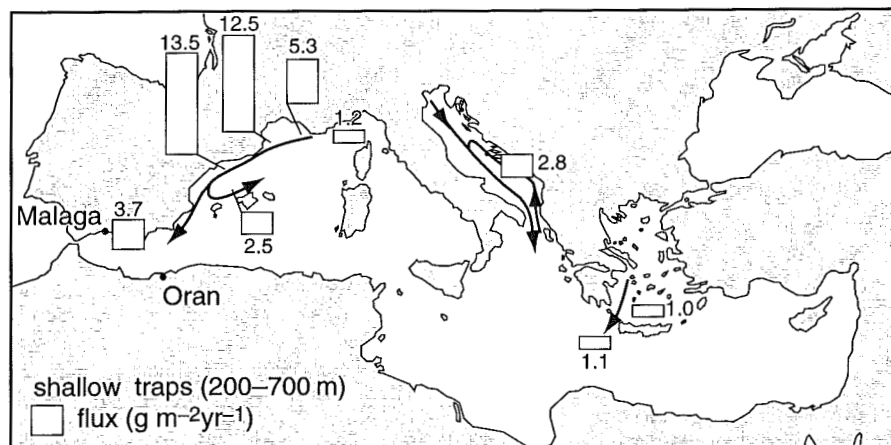 12.5
13.5
5.3
1.2
2.8
Malaga
3.7
2.5
Oran
1.0
1.1
shallow traps (200–700 m)
flux (g m–2yr–1)